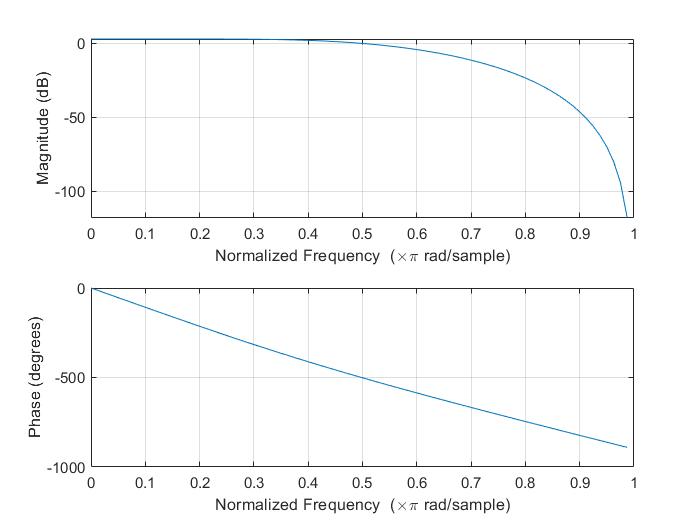 0
-50
-100
Magnitude (dB)
0 0.1 0.2 0.3 0.4 0.5 0.6 0.7 0.8 0.9 1
Normalized Frequency (×π rad/sample)
0
-500
-1000
Phase (degrees)
0 0.1 0.2 0.3 0.4 0.5 0.6 0.7 0.8 0.9 1
Normalized Frequency (×π rad/sample)